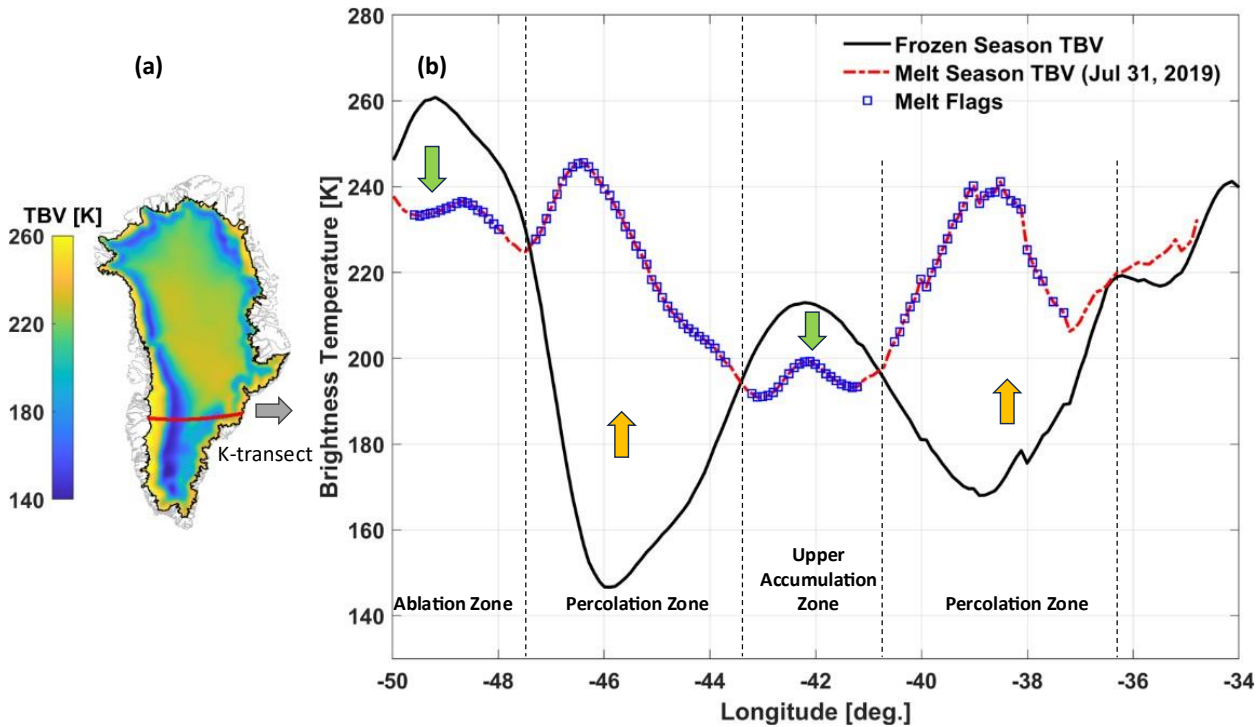 (a)
TBV [K]
260
220
180
140
K-transect
(b)
Frozen Season TBV
Melt Season TBV (Jul 31, 2019)
Melt Flags
Brightness Temperature [K]
280
260
240
220
200
180
160
140
Ablation Zone
Percolation Zone
Upper
Accumulation
Zone
Percolation Zone
-50
-48
-46
-44
-42
-40
-38
-36
-34
Longitude [deg.]